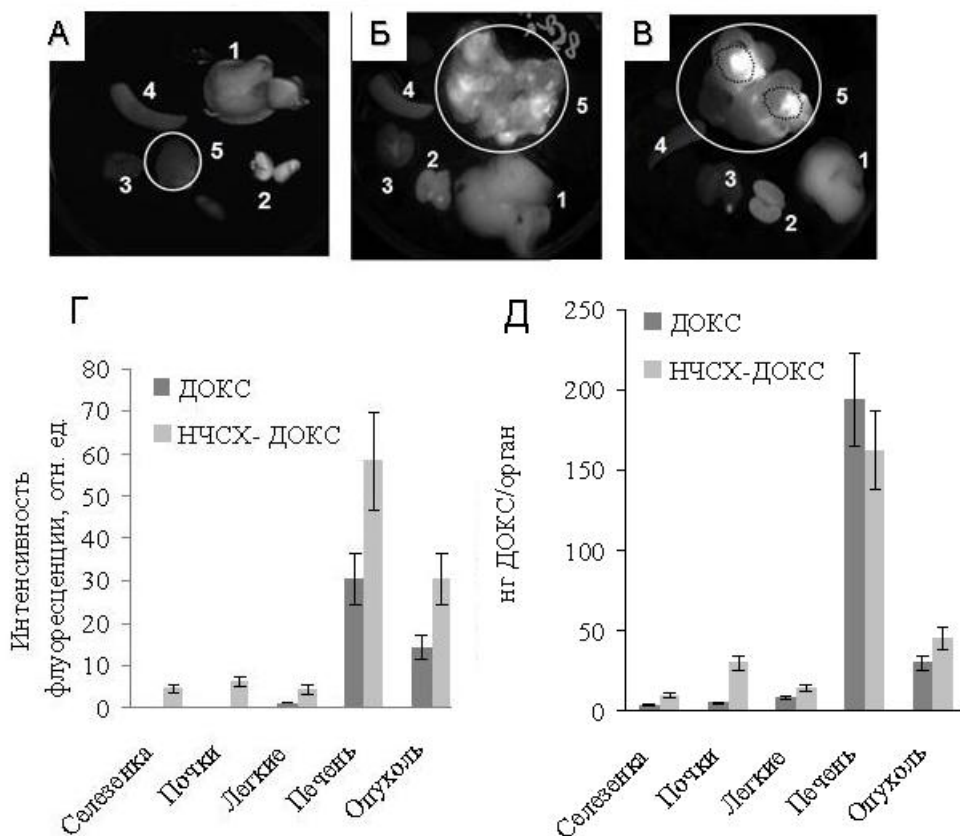 А
1
4
5
3
2
Б
4
5
2
3
1
В
5
4
1
3
2
Г
Интенсивность
флуоресценции, отн. ед.
80
70
60
50
40
30
20
10
0
ДОКС
НЧСХ- ДОКС
Селезенка
Почки
Легкие
Печень
Опухоль
Д
нг ДОКС/орган
250
200
150
100
50
0
ДОКС
НЧСХ-ДОКС
Селезенка
Почки
Легкие
Печень
Опухоль